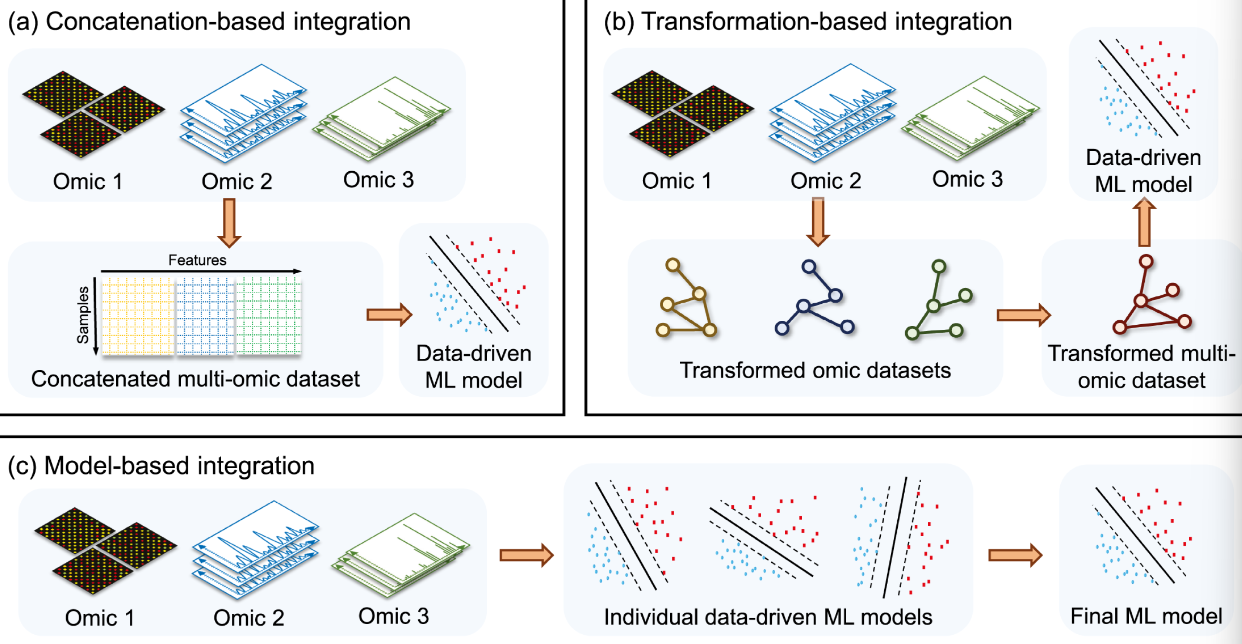 (a) Concatenation-based integration
Omic 1
Omic 2
Omic 3
Features
Samples
Concatenated multi-omic dataset
Data-driven
ML model
(b) Transformation-based integration
Omic 1
Omic 2
Omic 3
Data-driven
ML model
Transformed omic datasets
Transformed multi-
omic dataset
(c) Model-based integration
Omic 1
Omic 2
Omic 3
Individual data-driven ML models
Final ML model